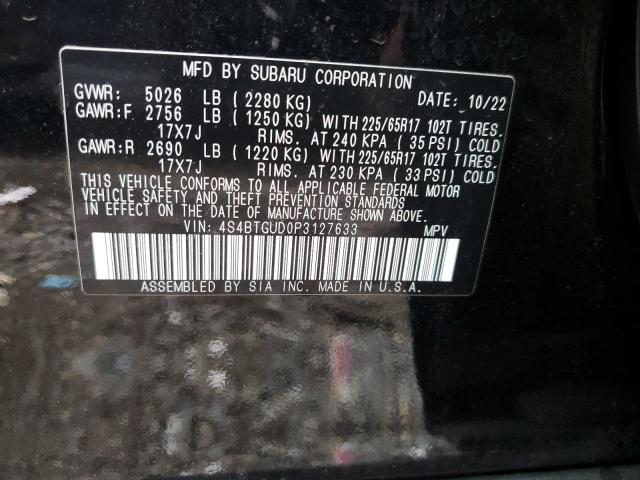 MFD BY SUBARU CORPORATION
GVWR: 5026 LB (2280 KG) DATE: 10/22
GAWR:F 2756 LB (1250 KG) WITH 225/65R17 102T TIRES.
17X7J RIMS. AT 240 KPA (35 PSI) COLD
GAWR:R 2690 LB (1220 KG) WITH 225/65R17 102T TIRES.
17X7J RIMS. AT 230 KPA (33 PSI) COLD
THIS VEHICLE CONFORMS TO ALL APPLICABLE FEDERAL MOTOR
VEHICLE SAFETY AND THEFT PREVENTION STANDARDS
IN EFFECT ON THE DATE OF MANUFACTURE SHOWN ABOVE.
VIN: 4S4BTGUD0P3127633 MPV
ASSEMBLED BY SIA INC. MADE IN U.S.A.